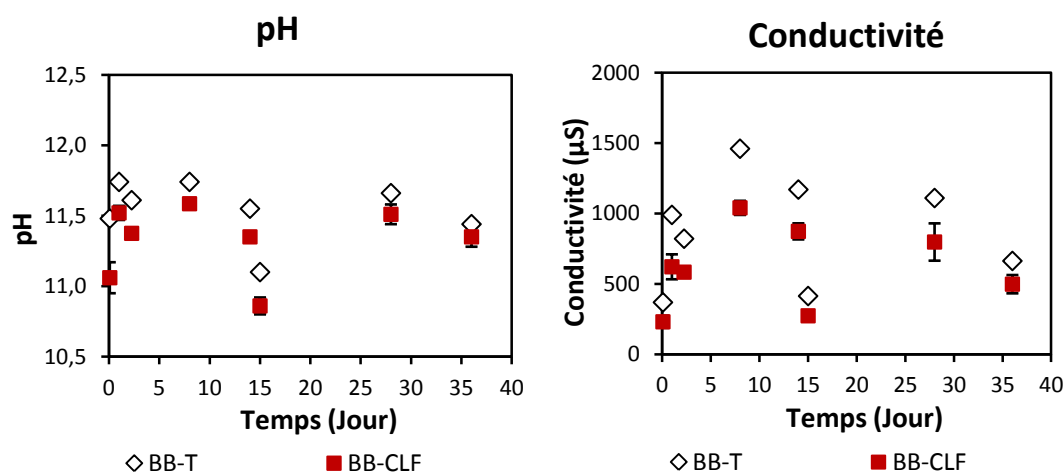 pH
12,5
12,0
11,5
11,0
10,5
pH
0 5 10 15 20 25 30 35 40
Temps (Jour)
BB-T BB-CLF
Conductivité
2000
1500
1000
500
0
Conductivité (µS)
0 5 10 15 20 25 30 35 40
Temps (Jour)
BB-T BB-CLF